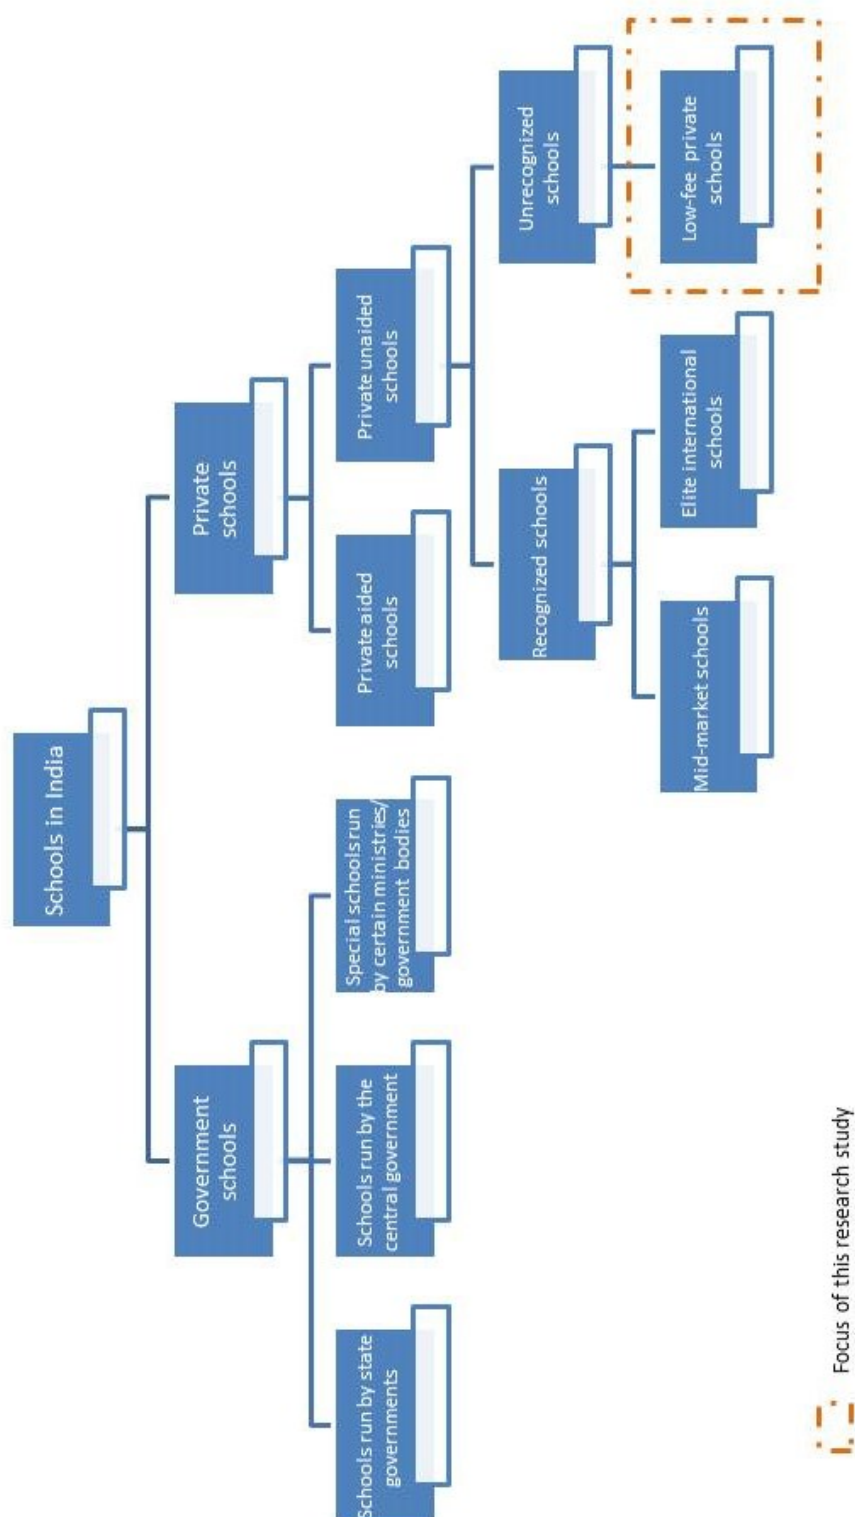 Schools in India
Government
schools
Private
schools
Schools run by state
governments
Schools run by the
central government
Special schools run
by certain ministries/
government bodies
Private aided
schools
Private unaided
schools
Recognized schools
Unrecognized
schools
Mid-market schools
Elite international
schools
Low-fee private
schools
Focus of this research study